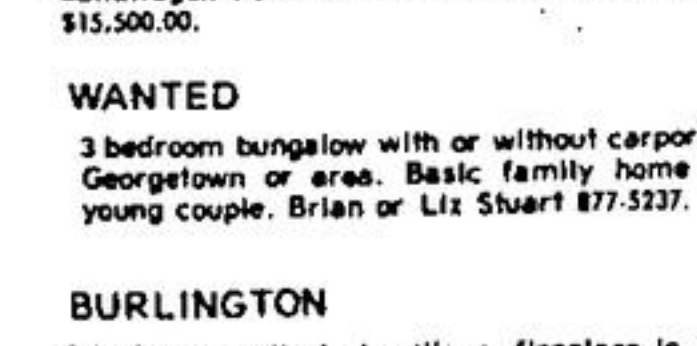 $15,500.00.
WANTED
3 bedroom bungalow with or without carpor
Georgetown or area. Basic family home
young couple. Brian or Liz Stuart 877-5237.
BURLINGTON